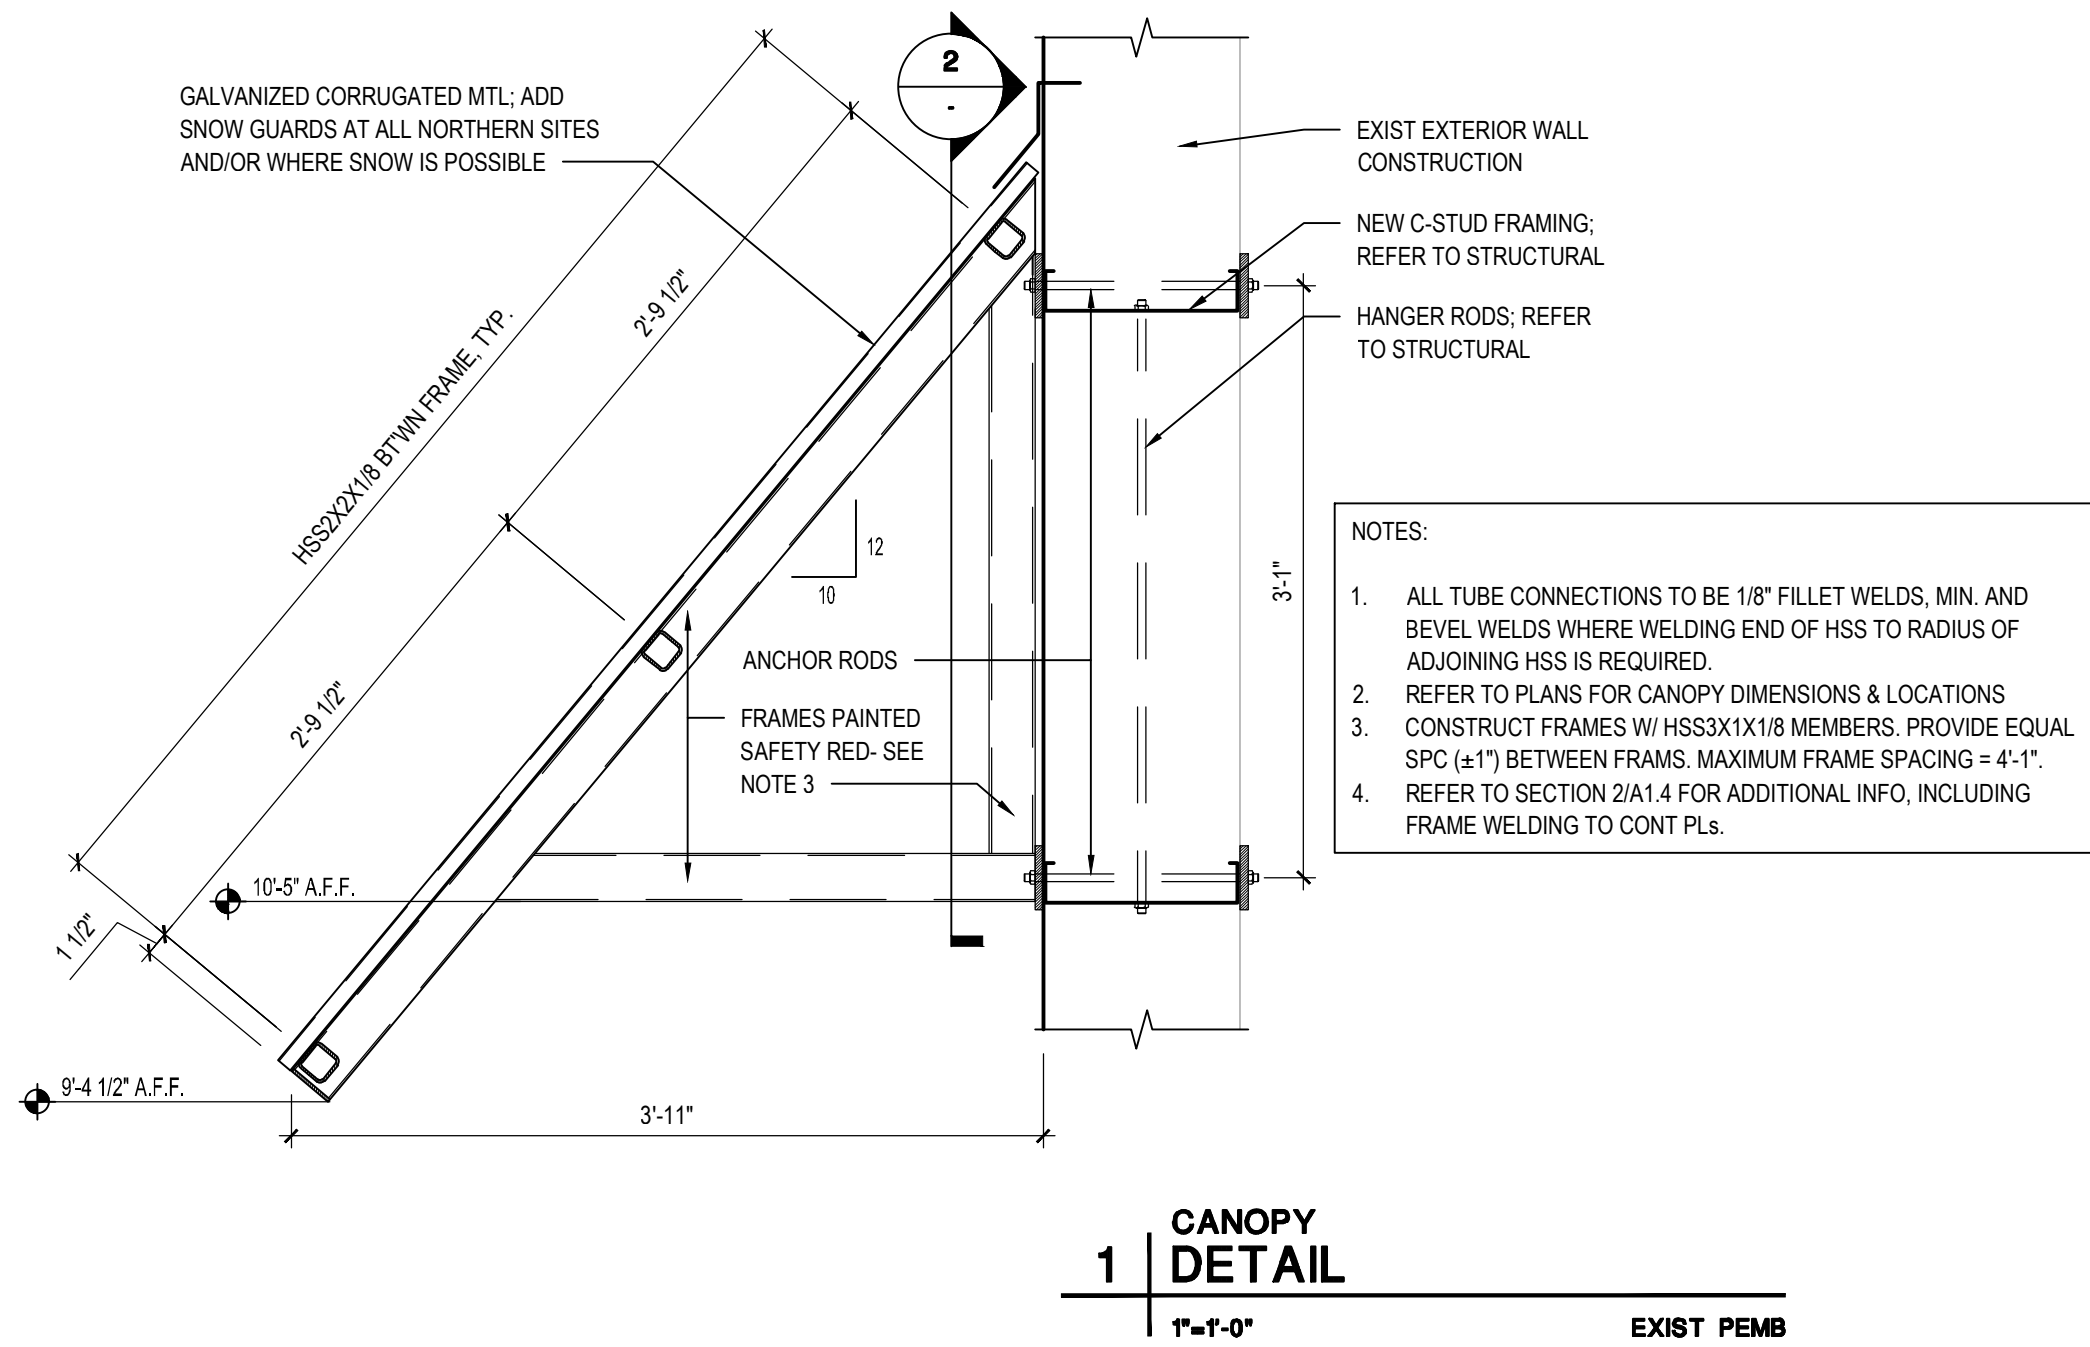 2
-
GALVANIZED CORRUGATED MTL; ADD
SNOW GUARDS AT ALL NORTHERN SITES
AND/OR WHERE SNOW IS POSSIBLE
EXIST EXTERIOR WALL
CONSTRUCTION
NEW C-STUD FRAMING;
REFER TO STRUCTURAL
HANGER RODS; REFER
TO STRUCTURAL
2'-9 1/2"
HSS2X2X1/8 BT'WN FRAME, TYP.
12
10
3'-1"
NOTES:
1. ALL TUBE CONNECTIONS TO BE 1/8" FILLET WELDS, MIN. AND
BEVEL WELDS WHERE WELDING END OF HSS TO RADIUS OF
ADJOINING HSS IS REQUIRED.
2. REFER TO PLANS FOR CANOPY DIMENSIONS & LOCATIONS
3. CONSTRUCT FRAMES W/ HSS3X1X1/8 MEMBERS. PROVIDE EQUAL
SPC (±1") BETWEEN FRAMS. MAXIMUM FRAME SPACING = 4'-1".
4. REFER TO SECTION 2/A1.4 FOR ADDITIONAL INFO, INCLUDING
FRAME WELDING TO CONT PLs.
ANCHOR RODS
FRAMES PAINTED
SAFETY RED- SEE
NOTE 3
2'-9 1/2"
10'-5" A.F.F.
1 1/2"
9'-4 1/2" A.F.F.
3'-11"
CANOPY
1 DETAIL
1"=1'-0" EXIST PEMB